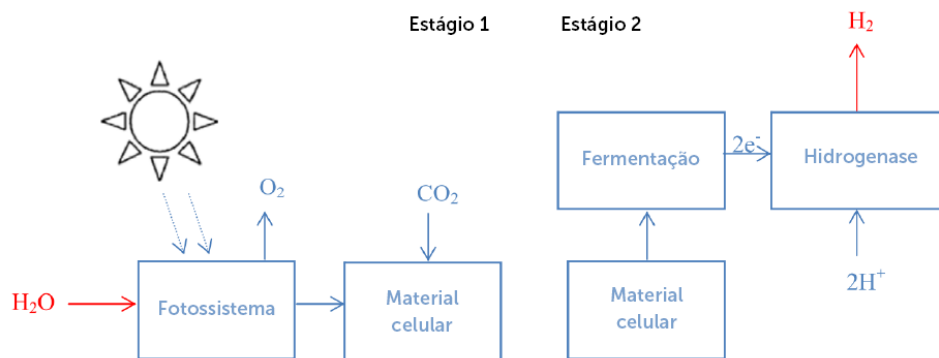 Estágio 1
Estágio 2
H₂
Fermentação
2e⁻
Hidrogenase
O₂
CO₂
H₂O
Fotossistema
Material
celular
Material
celular
2H⁺